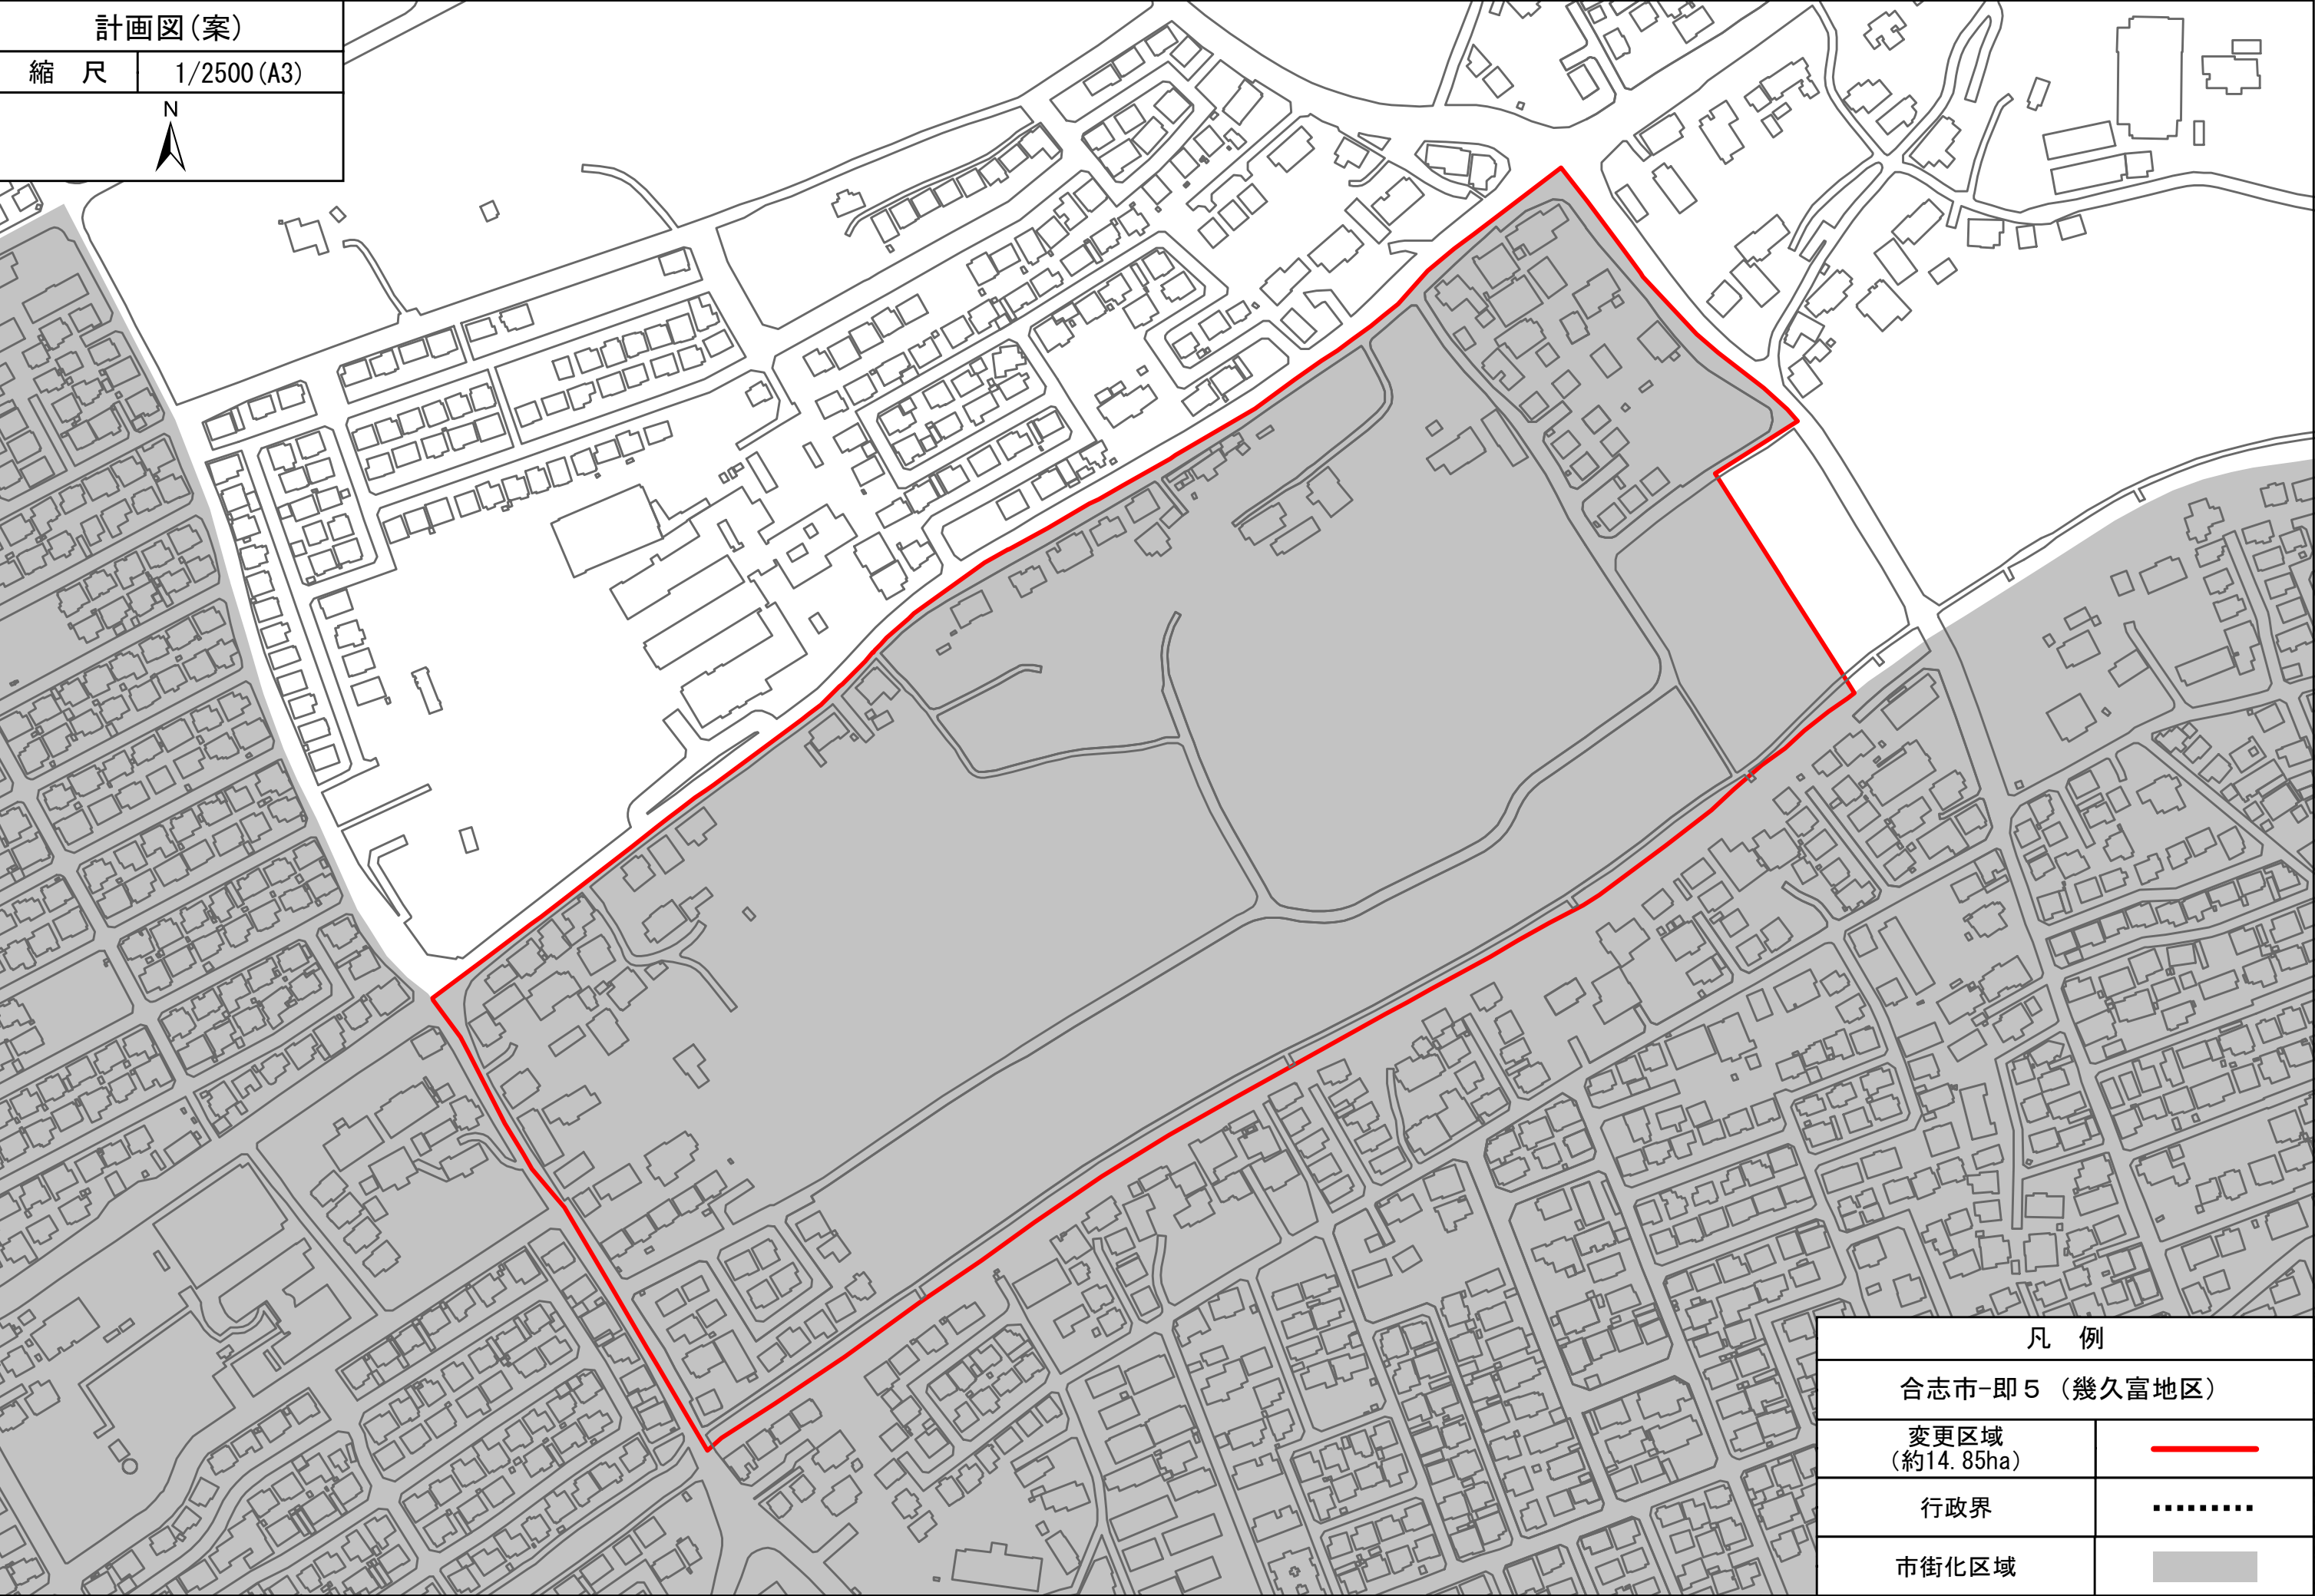 計画図(案)
縮 尺 1/2500(A3)
N
凡 例
合志市-即5(幾久富地区)
変更区域
(約14.85ha)
行政界
市街化区域